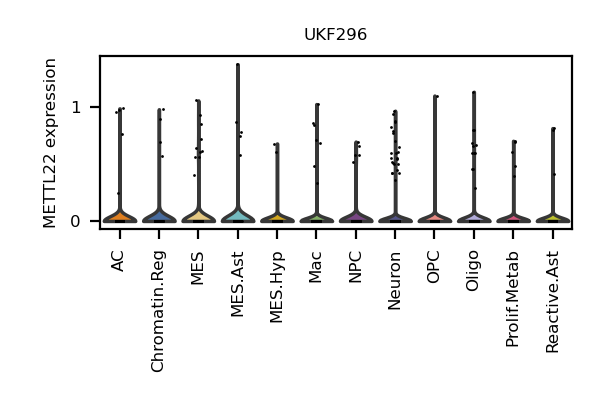 UKF296
METTL22 expression
1
0
AC
Chromatin.Reg
MES
MES.Ast
MES.Hyp
Mac
NPC
Neuron
OPC
Oligo
Prolif.Metab
Reactive.Ast